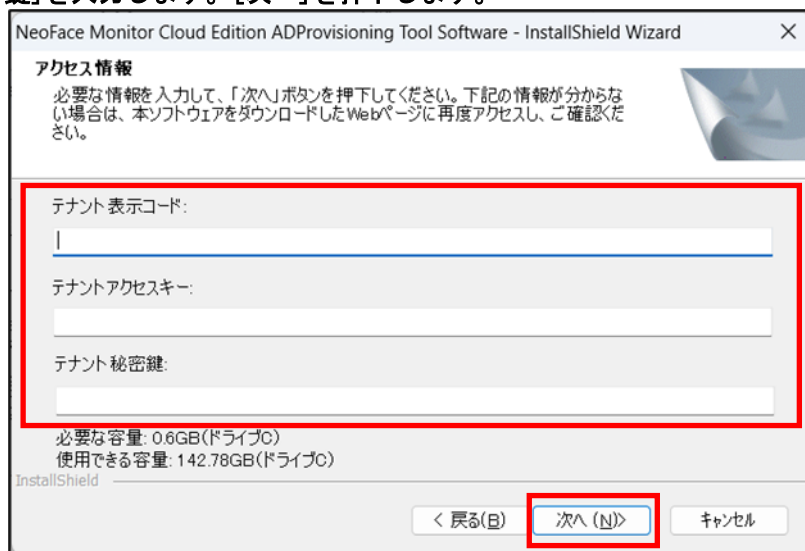 NeoFace Monitor Cloud Edition ADProvisioning Tool Software - InstallShield Wizard
アクセス情報
必要な情報を入力して、「次へ」ボタンを押下してください。下記の情報が分からな
い場合は、本ソフトウェアをダウンロードしたWebページに再度アクセスし、ご確認くだ
さい。
テナント表示コード:
テナントアクセスキー:
テナント秘密鍵:
必要な容量: 0.6GB(ドライブC)
使用できる容量: 142.78GB(ドライブC)
InstallShield
< 戻る(B)
次へ (N)>
キャンセル